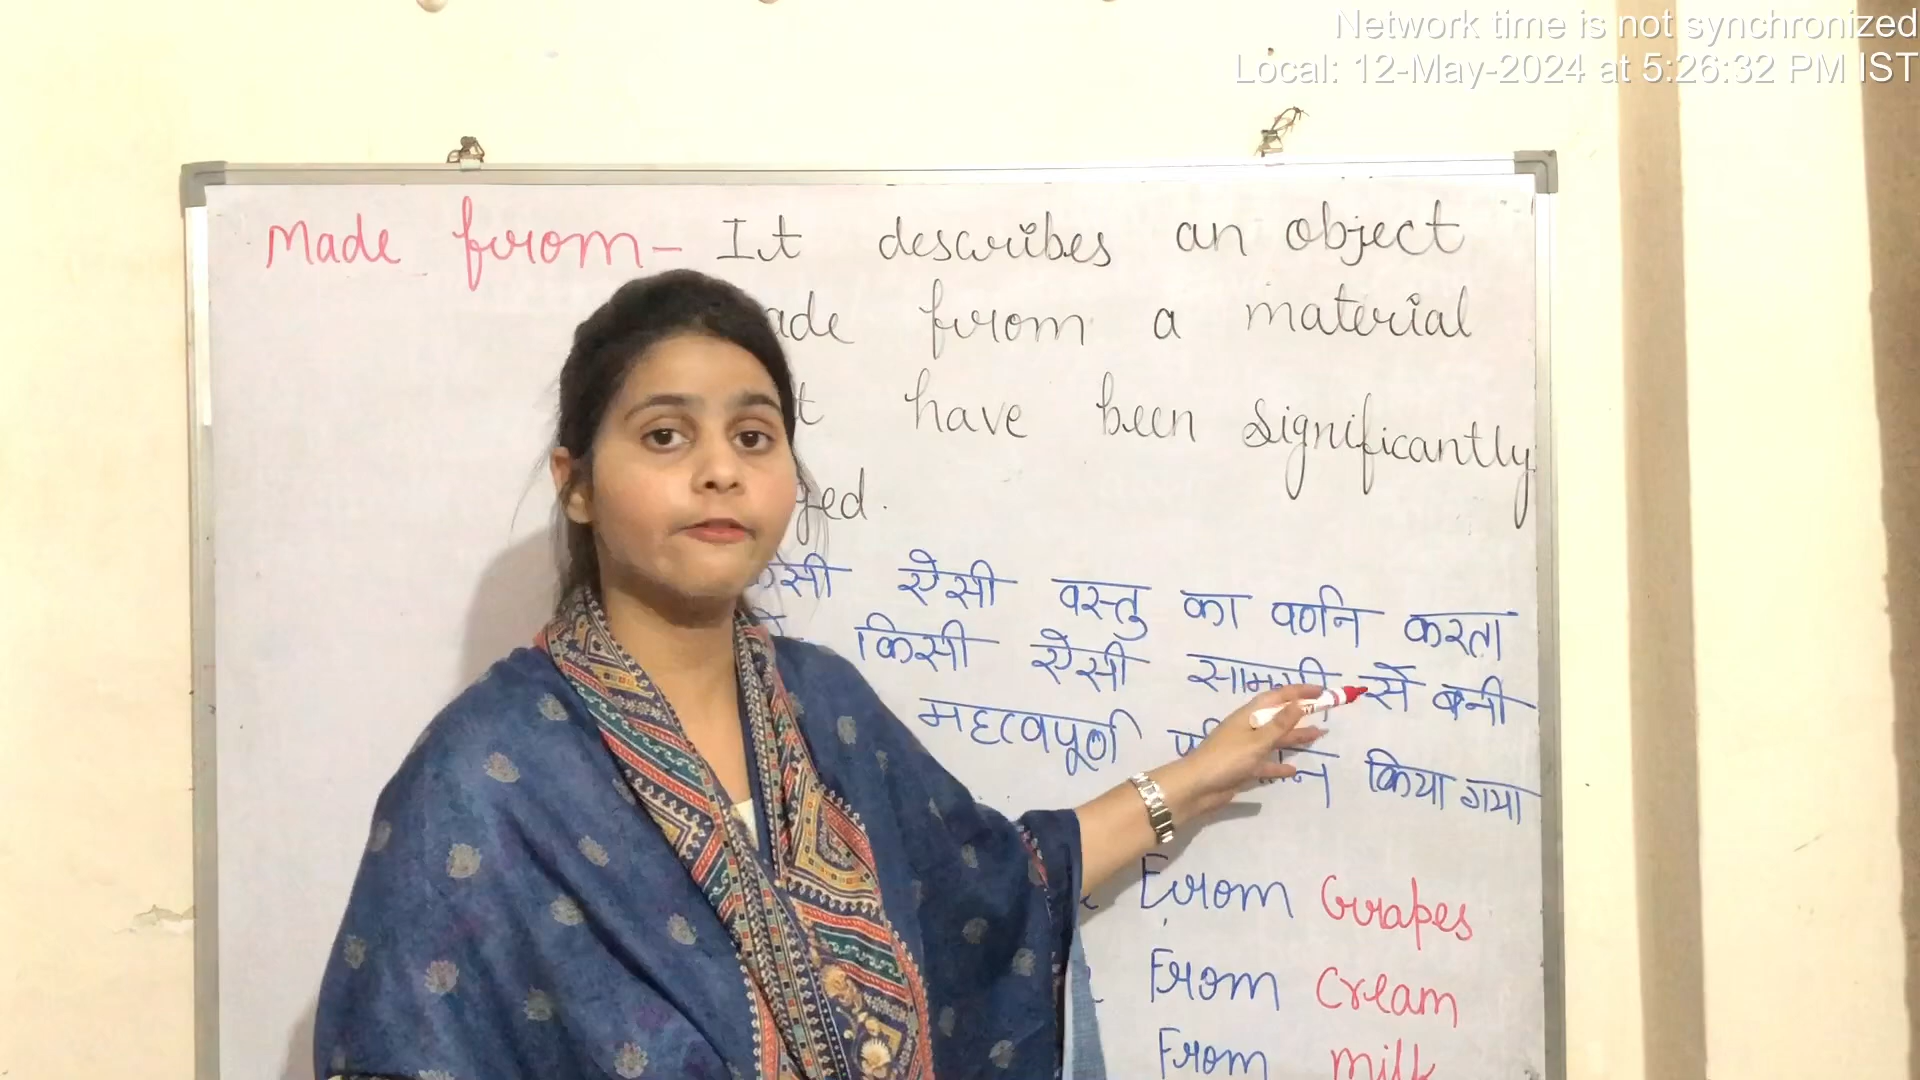 Network time is not synchronized
Local: 12-May-2024 at 5:26:32 PM IST
Made from - It describes an object
from a material
have been significantly
ऐसी वस्तु का वर्णन करता
किसी ऐसी सामग्री से बनी
महत्वपूर्ण किया गया
From Grapes
From Cream
From Milk